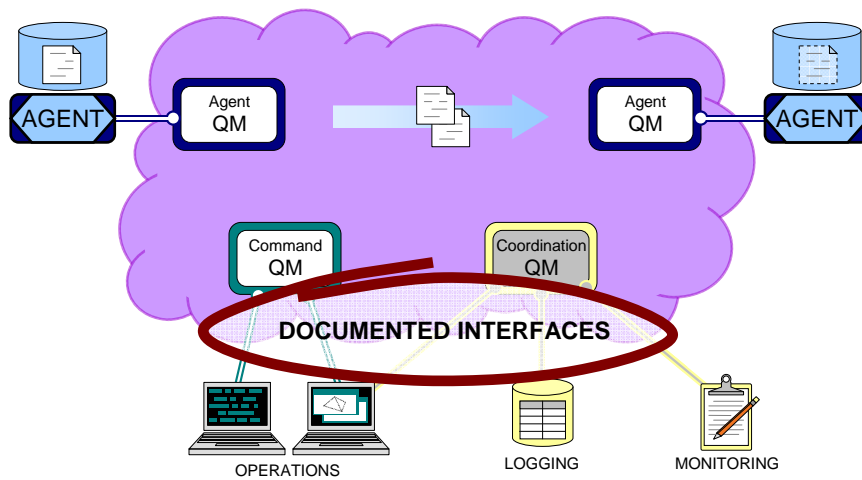 AGENT
Agent
QM
Agent
QM
AGENT
Command
QM
Coordination
QM
DOCUMENTED INTERFACES
OPERATIONS
LOGGING
MONITORING